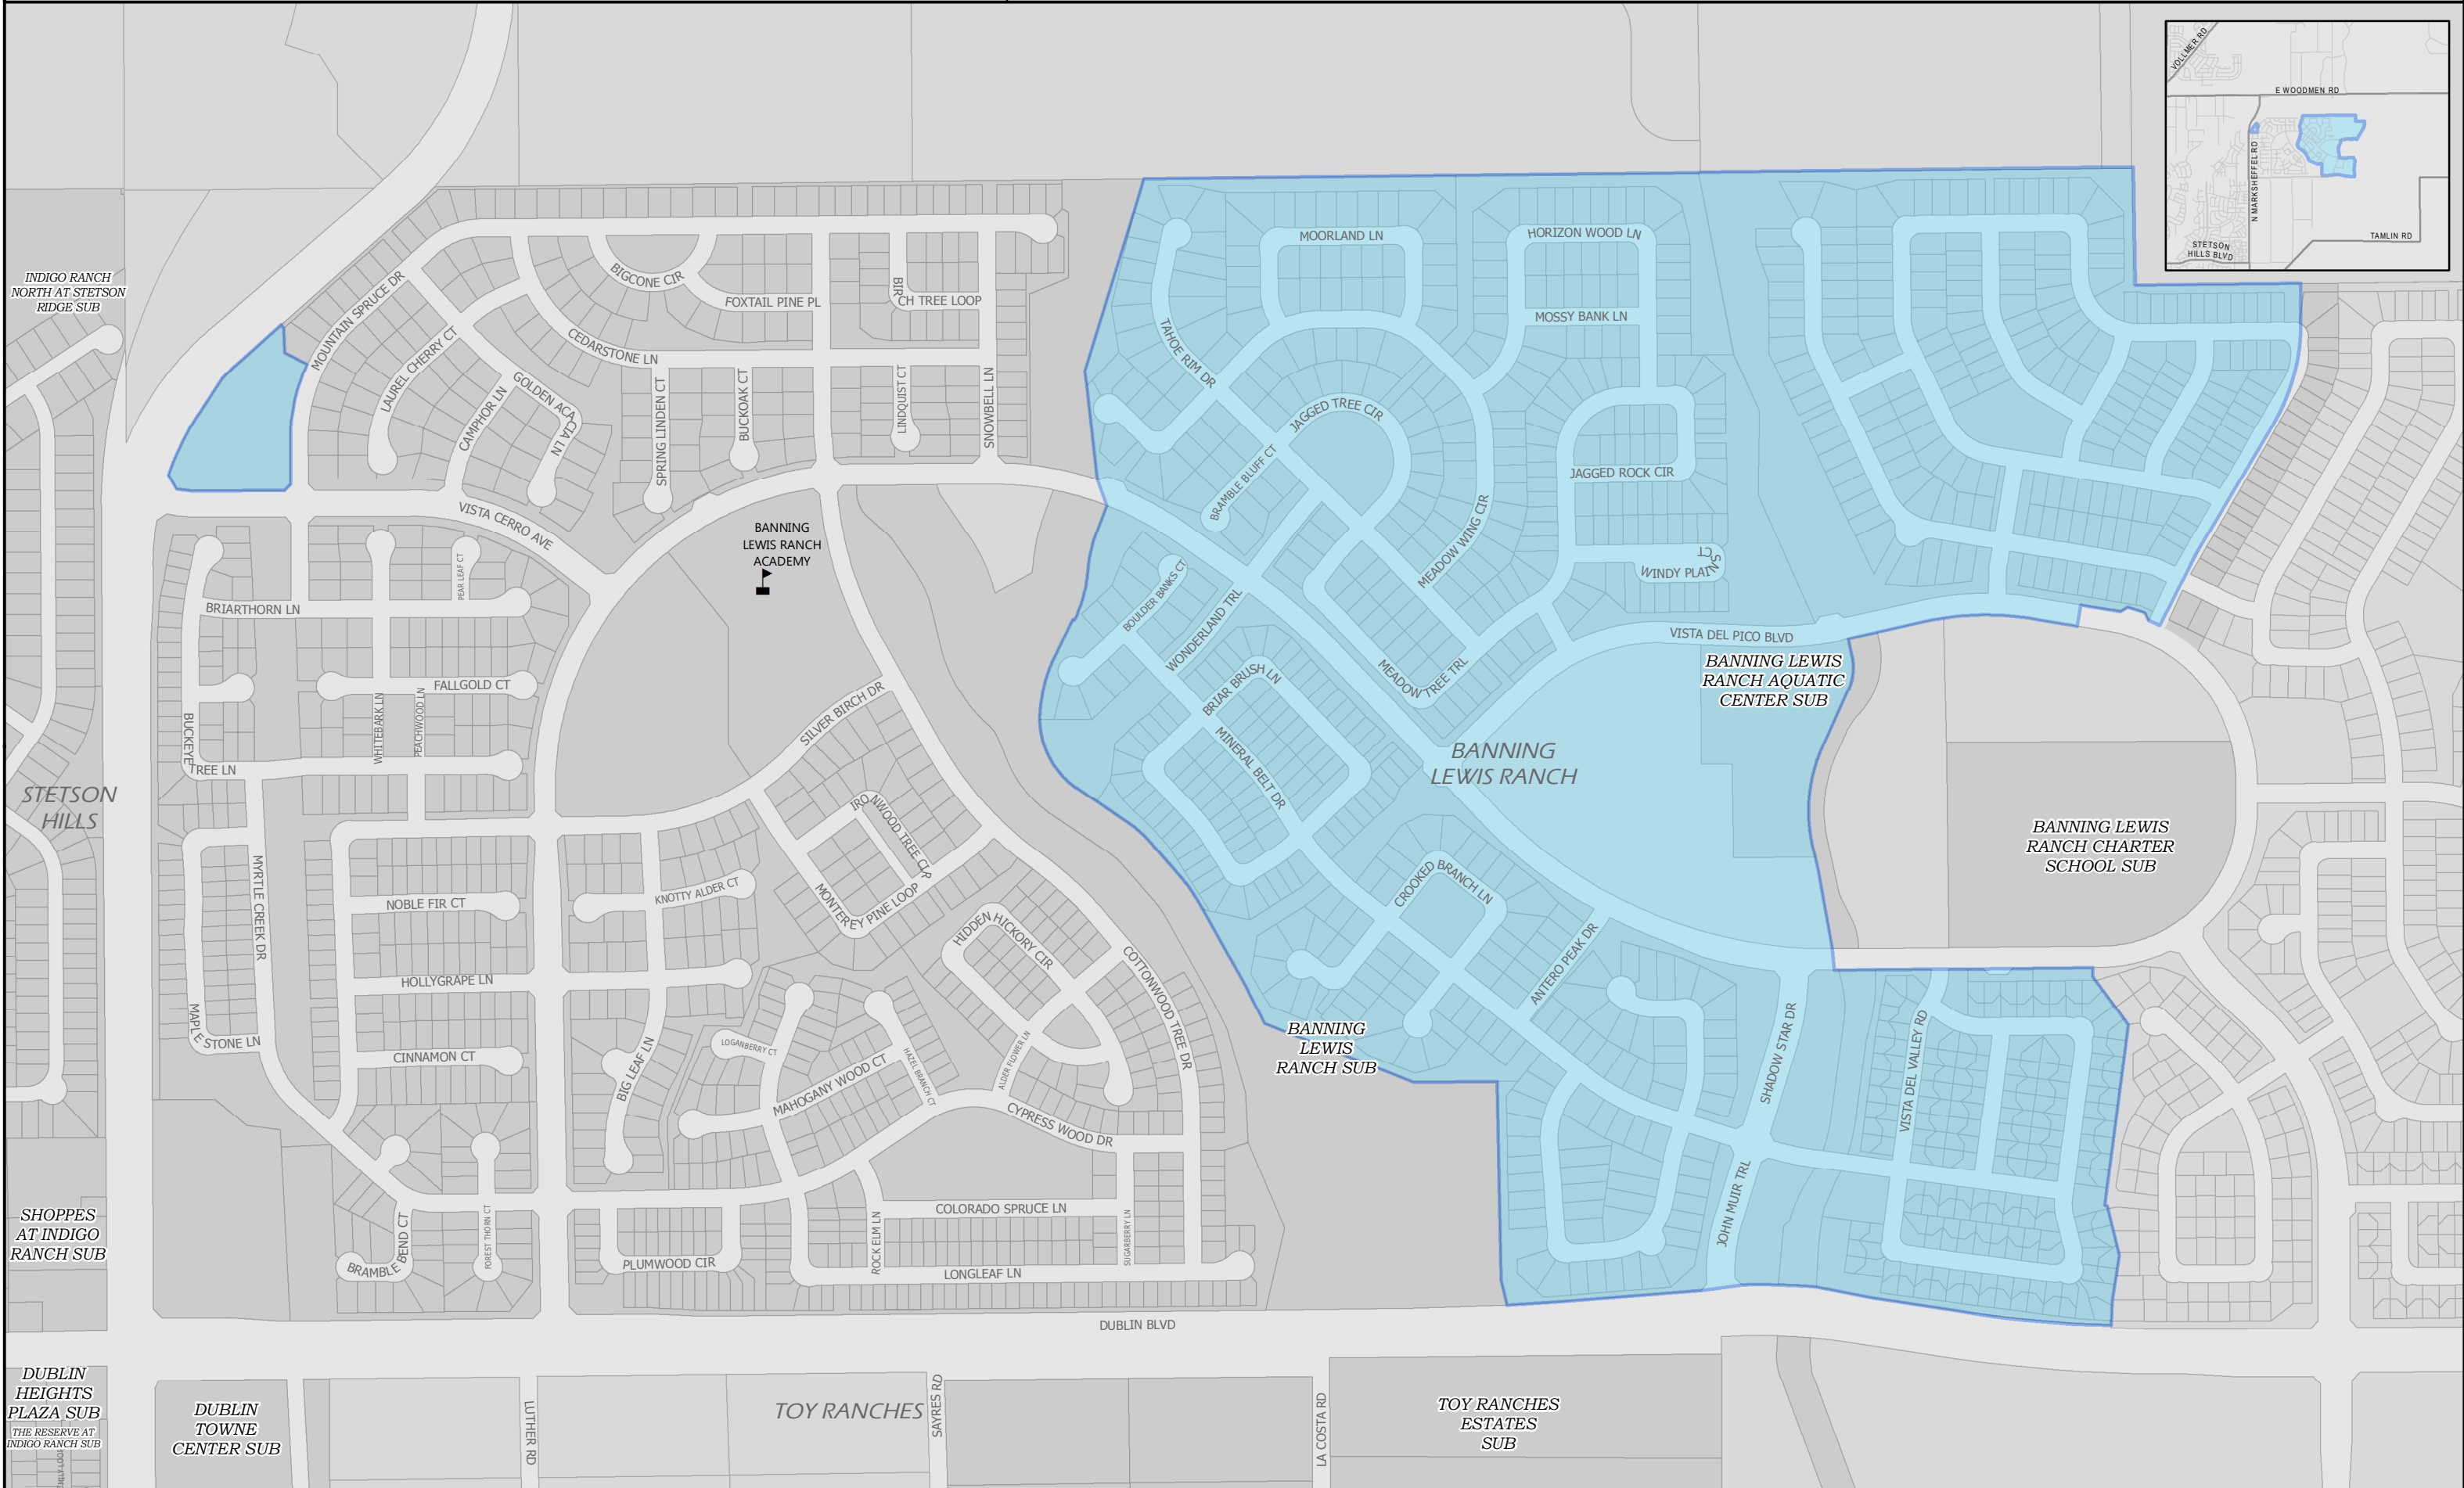 VOLLMER RD
E WOODMEN RD
N MARKSHEFFEL RD
TAMLIN RD
STETSON
HILLS BLVD
INDIGO RANCH
NORTH AT STETSON
RIDGE SUB
MOUNTAIN SPRUCE DR
LAUREL CHERRY CT
CAMPHOR LN
GOLDEN ACACIA LN
BIGCONE CIR
FOXTAIL PINE PL
BIRCH TREE LOOP
CEDARSTONE LN
SPRING LINDEN CT
BUCKOAK CT
LINDQUIST CT
SNOWBELL LN
VISTA CERRO AVE
BANNING
LEWIS RANCH
ACADEMY
MOORLAND LN
HORIZON WOOD LN
MOSSY BANK LN
TAHOE RIM DR
JAGGED TREE CIR
BRAMBLE BLUFF CT
JAGGED ROCK CIR
MEADOW WING CIR
WINDY PLAINS CT
BOULDER BANKS CT
WONDERLAND TRL
MEADOW TREE TRL
VISTA DEL PICO BLVD
BANNING LEWIS
RANCH AQUATIC
CENTER SUB
BRIAR BRUSH LN
MINERAL BELT DR
BANNING
LEWIS RANCH
BRIARTHORN LN
PEAR LEAF CT
FALLGOLD CT
WHITEBARK LN
PEACHWOOD LN
BUCKEYE TREE LN
SILVER BIRCH DR
STETSON
HILLS
IRONWOOD TREE CIR
MONTEREY PINE LOOP
KNOTTY ALDER CT
NOBLE FIR CT
MYRTLE CREEK DR
HOLLYGRAPE LN
HIDDEN HICKORY CIR
COTTONWOOD TREE DR
CROOKED BRANCH LN
ANTERO PEAK DR
BANNING LEWIS
RANCH CHARTER
SCHOOL SUB
MAPLE STONE LN
CINNAMON CT
BIG LEAF LN
LOGANBERRY CT
MAHOGANY WOOD CT
HAZEL BRANCH CT
ALDER FLOWER LN
CYPRESS WOOD DR
BANNING
LEWIS
RANCH SUB
SHADOW STAR DR
VISTA DEL VALLEY RD
JOHN MUIR TRL
SHOPPES
AT INDIGO
RANCH SUB
BRAMBLE BEND CT
FOREST THORN CT
PLUMWOOD CIR
ROCK ELM LN
COLORADO SPRUCE LN
SUGARBERRY LN
LONGLEAF LN
DUBLIN BLVD
DUBLIN
HEIGHTS
PLAZA SUB
THE RESERVE AT
INDIGO RANCH SUB
DUBLIN
TOWNE
CENTER SUB
LUTHER RD
TOY RANCHES
SAYRES RD
LA COSTA RD
TOY RANCHES
ESTATES
SUB